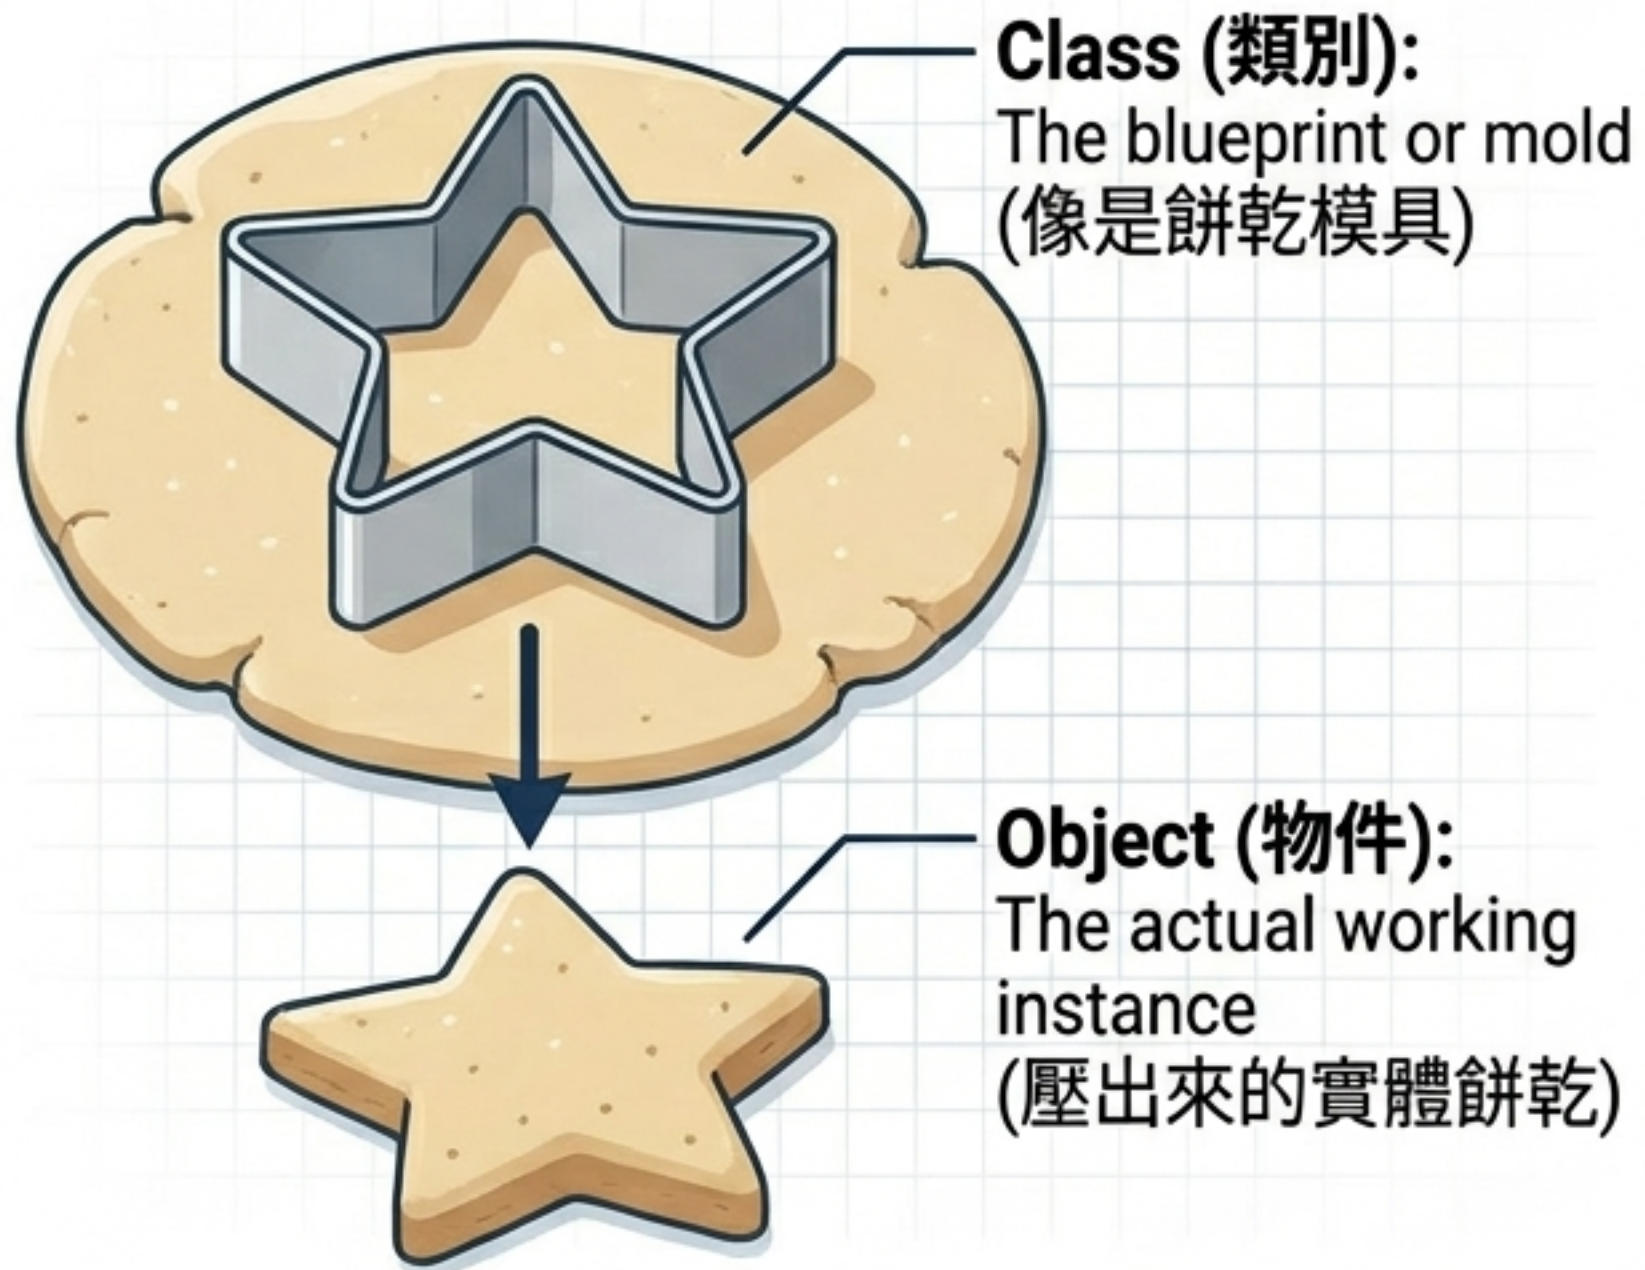 Class (類別):
The blueprint or mold
(像是餅乾模具)
Object (物件):
The actual working
instance
(壓出來的實體餅乾)